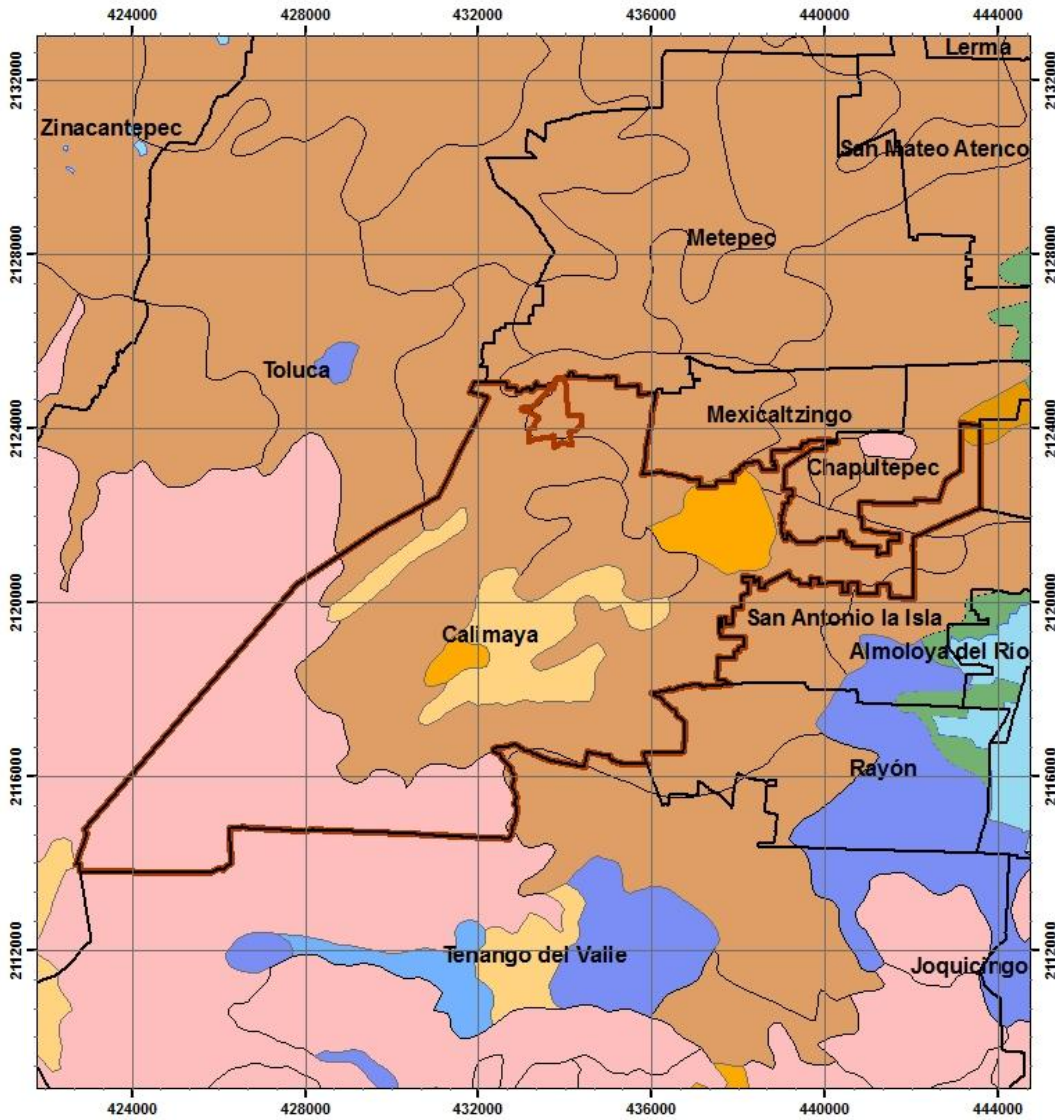 424000 428000 432000 436000 440000 444000
Lerma
2132000 2132000
Zinacantepec
San Mateo Atenco
Metepec
2128000 2128000
Toluca
Mexicaltzingo
2124000 2124000
Chapultepec
2120000 2120000
San Antonio la Isla
Calimaya
Almoloya del Río
2116000 2116000
Rayón
2112000 2112000
Tenango del Valle
Joquicingo
424000 428000 432000 436000 440000 444000